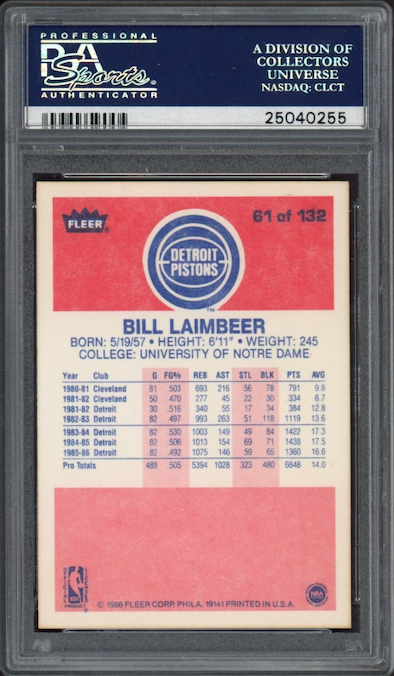 PROFESSIONAL
PSA
Sports
AUTHENTICATOR
A DIVISION OF
COLLECTORS
UNIVERSE
NASDAQ: CLCT
25040255
FLEER
61 of 132
DETROIT
PISTONS
TM
BILL LAIMBEER
BORN: 5/19/57 • HEIGHT: 6'11" • WEIGHT: 245
COLLEGE: UNIVERSITY OF NOTRE DAME
Year Club G FG% REB AST STL BLK PTS AVG
1980-81 Cleveland 81 .503 693 216 56 78 791 9.8
1981-82 Cleveland 50 .470 277 45 22 30 334 6.7
1981-82 Detroit 30 .516 340 55 17 34 384 12.8
1982-83 Detroit 82 .497 993 263 51 118 1119 13.6
1983-84 Detroit 82 .530 1003 149 49 84 1422 17.3
1984-85 Detroit 82 .506 1013 154 69 71 1438 17.5
1985-86 Detroit 82 .492 1075 146 59 65 1360 16.6
Pro Totals 489 .505 5394 1028 323 480 6848 14.0
OFFICIAL LICENSED
NBA
PRODUCT
© 1986 FLEER CORP. PHILA. 19141 PRINTED IN U.S.A.
NBA